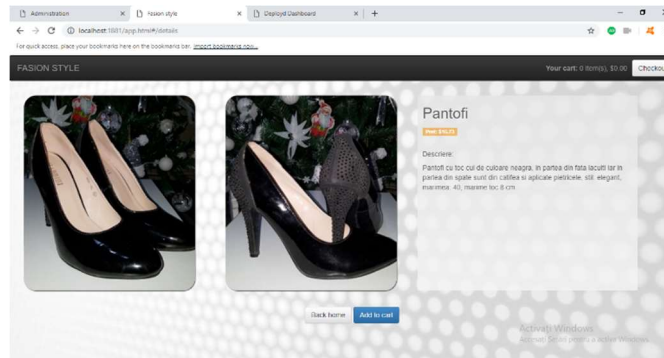 Administration
Fasion style
Deployd Dashboard
localhost:1601/app.html#/details
For quick access, place your bookmarks here on the bookmarks bar. Import bookmarks now...
FASION STYLE
Your cart: 0 item(s), $0.00
Checkou
Pantofi
Descriere:
Pantofi cu toc cui de culoare neagra, in partea din fata lacuiti iar in
partea din spate sunt din catifea si aplicate pietricele, stil: elegant,
marimea: 40, marime toc 8 cm
Back home
Add to cart
Activați Windows